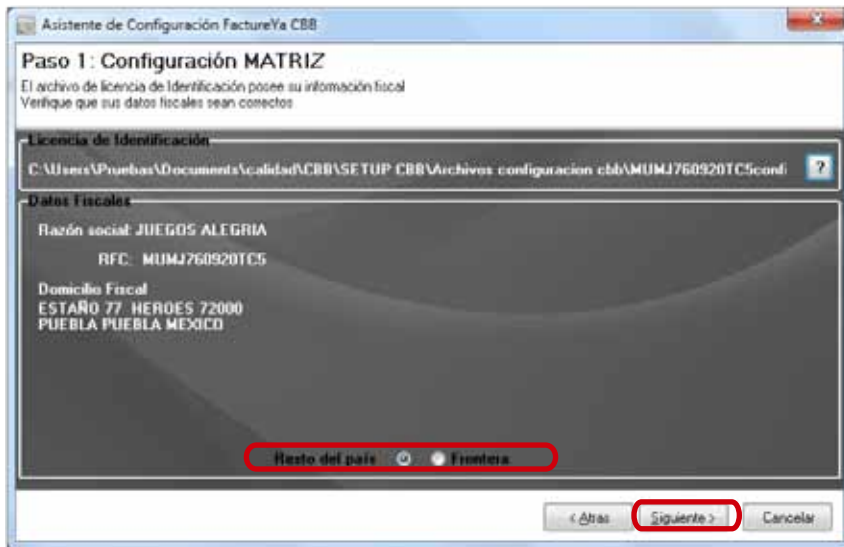 Asistente de Configuración FactureYa CBB
Paso 1: Configuración MATRIZ
El archivo de licencia de Identificación posee su información fiscal
Verifique que sus datos fiscales sean correctos
Licencia de Identificación
C:\Users\Pruebas\Documents\calidad\CBB\SETUP CBB\Archivos configuracion cbb\MUMJ760920TC5confi
?
Datos Fiscales
Razón social: JUEGOS ALEGRIA
RFC: MUMJ760920TC5
Domicilio Fiscal
ESTAÑO 77 HEROES 72000
PUEBLA PUEBLA MEXICO
Resto del país Frontera
< Atras Siguiente > Cancelar